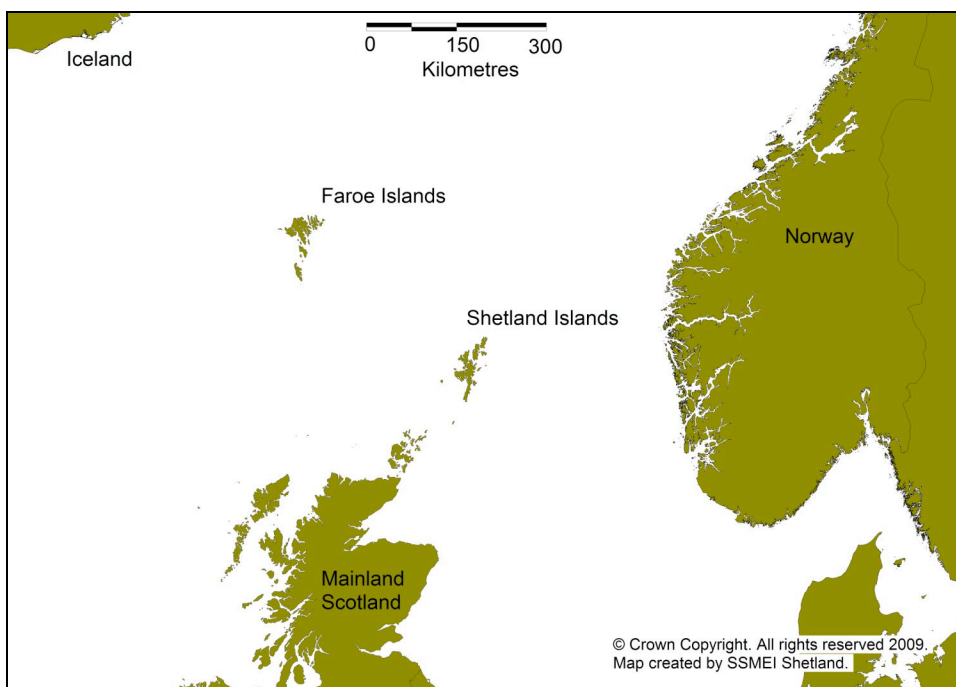 0 150 300
Kilometres
Iceland
Faroe Islands
Norway
Shetland Islands
Mainland
Scotland
© Crown Copyright. All rights reserved 2009.
Map created by SSMEI Shetland.